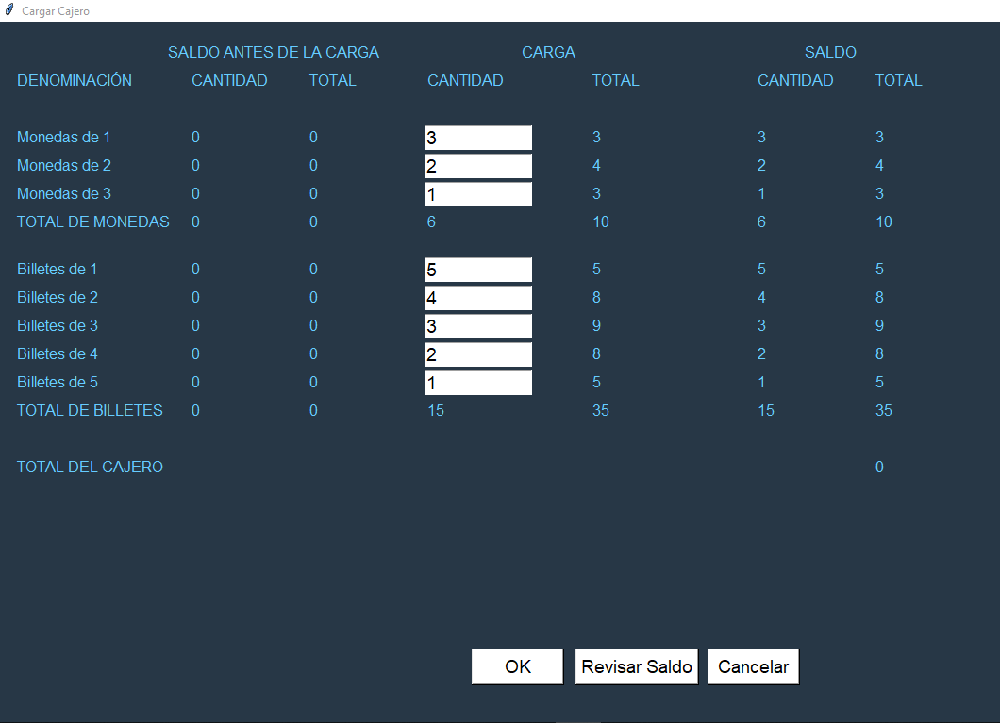 Cargar Cajero
SALDO ANTES DE LA CARGA CARGA SALDO
DENOMINACIÓN CANTIDAD TOTAL CANTIDAD TOTAL CANTIDAD TOTAL
Monedas de 1 0 0 3 3 3 3
Monedas de 2 0 0 2 4 2 4
Monedas de 3 0 0 1 3 1 3
TOTAL DE MONEDAS 0 0 6 10 6 10
Billetes de 1 0 0 5 5 5 5
Billetes de 2 0 0 4 8 4 8
Billetes de 3 0 0 3 9 3 9
Billetes de 4 0 0 2 8 2 8
Billetes de 5 0 0 1 5 1 5
TOTAL DE BILLETES 0 0 15 35 15 35
TOTAL DEL CAJERO 0
OK Revisar Saldo Cancelar